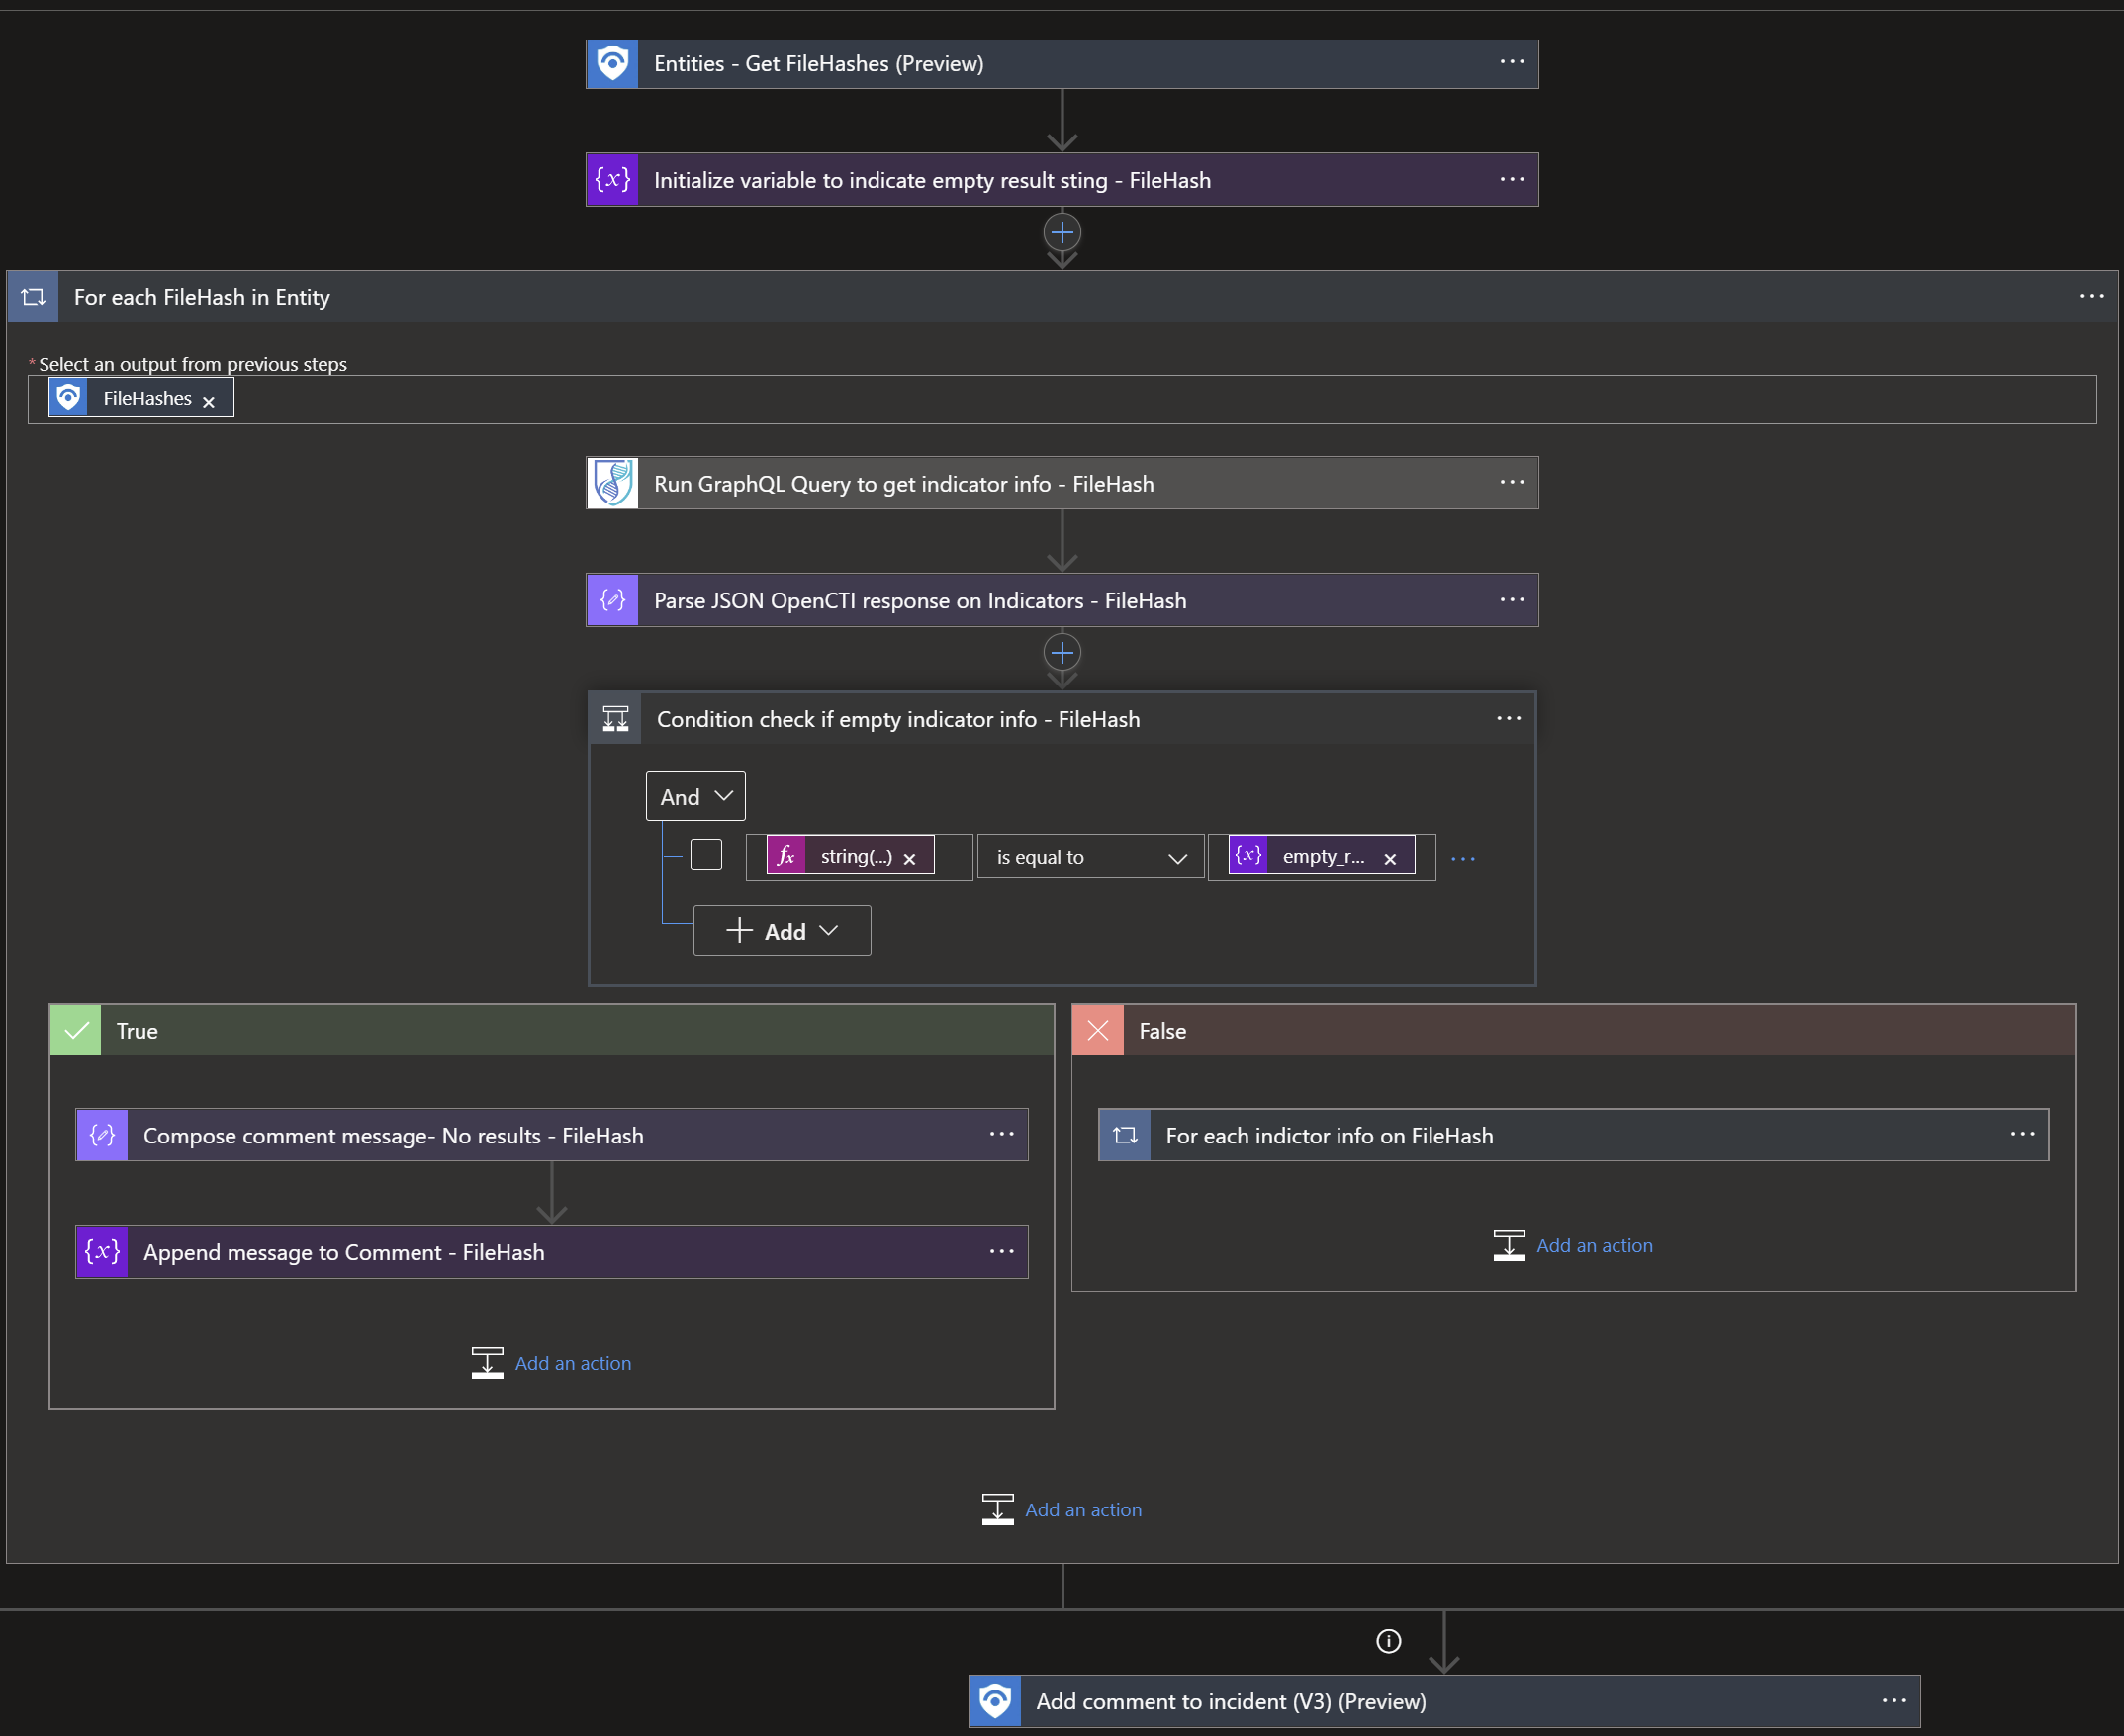 Entities - Get FileHashes (Preview)
{x} Initialize variable to indicate empty result sting - FileHash
For each FileHash in Entity
* Select an output from previous steps
FileHashes
Run GraphQL Query to get indicator info - FileHash
Parse JSON OpenCTI response on Indicators - FileHash
Condition check if empty indicator info - FileHash
And
fx string(...) is equal to {x} empty_r...
Add
True
False
Compose comment message- No results - FileHash
For each indictor info on FileHash
{x} Append message to Comment - FileHash
Add an action
Add an action
Add an action
Add comment to incident (V3) (Preview)